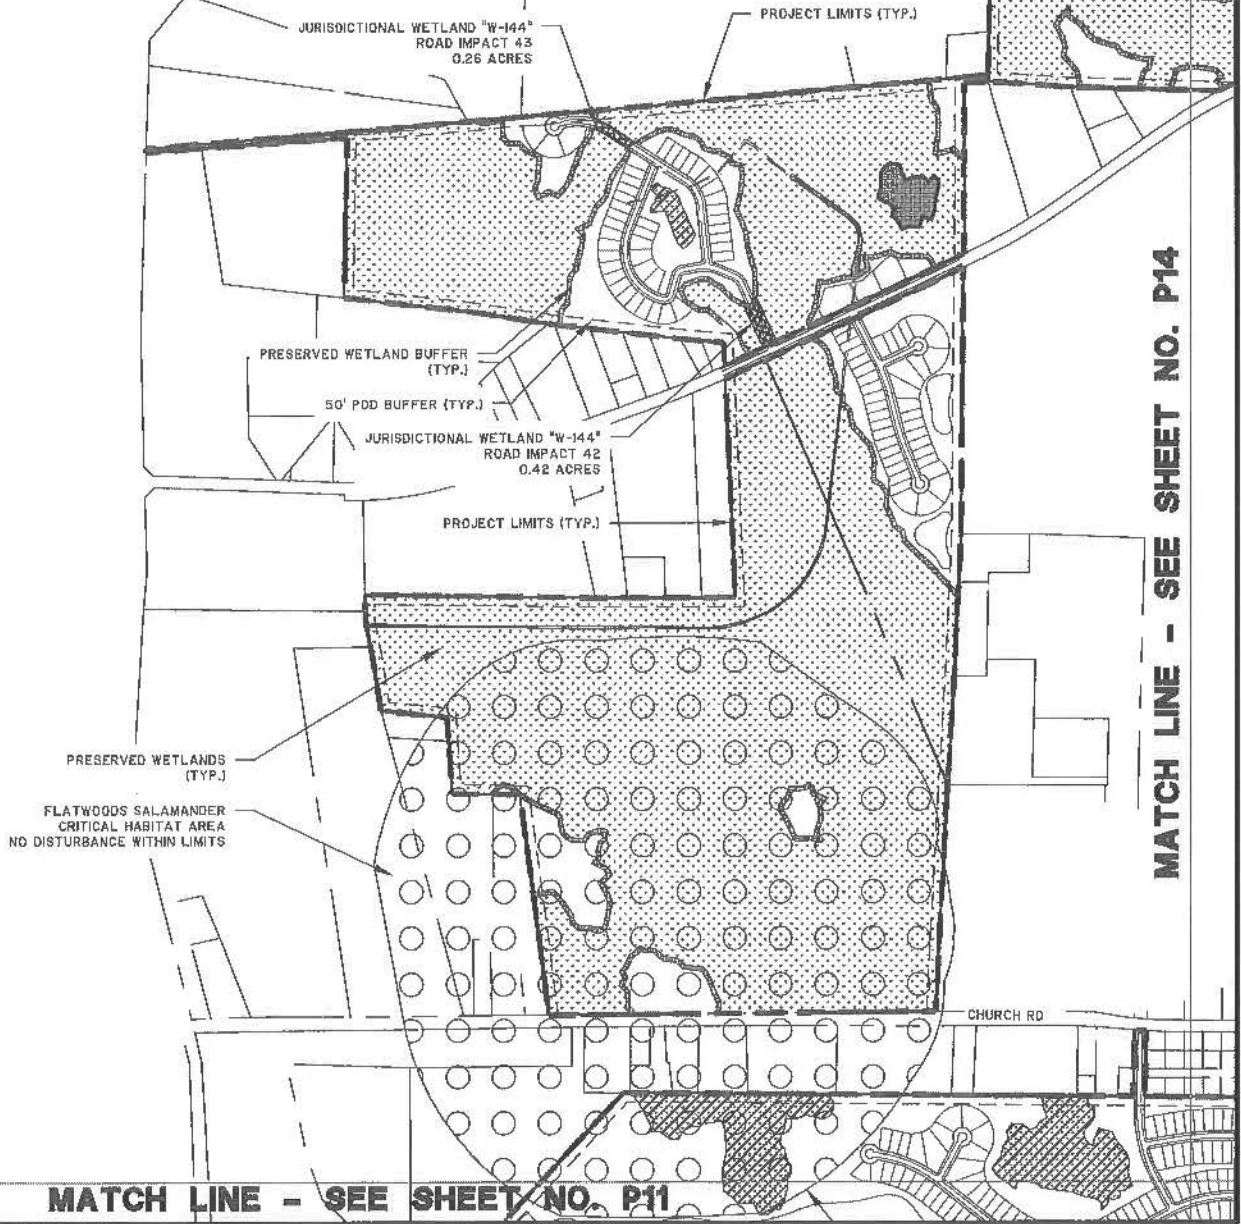 JURISDICTIONAL WETLAND "W-144"
ROAD IMPACT 43
0.26 ACRES
PROJECT LIMITS (TYP.)
PRESERVED WETLAND BUFFER
(TYP.)
50' POD BUFFER (TYP.)
JURISDICTIONAL WETLAND "W-144"
ROAD IMPACT 42
0.42 ACRES
PROJECT LIMITS (TYP.)
MATCH LINE - SEE SHEET NO. P14
PRESERVED WETLANDS
(TYP.)
FLATWOODS SALAMANDER
CRITICAL HABITAT AREA
NO DISTURBANCE WITHIN LIMITS
CHURCH RD
MATCH LINE - SEE SHEET NO. P11